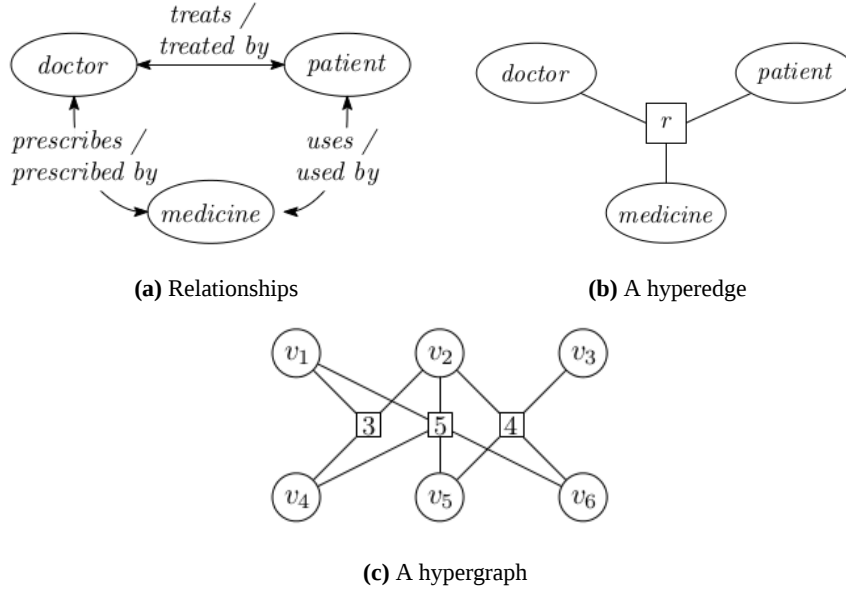 treats /
treated by
doctor
patient
prescribes /
prescribed by
uses /
used by
medicine
(a) Relationships
doctor
patient
r
medicine
(b) A hyperedge
v₁
v₂
v₃
3
5
4
v₄
v₅
v₆
(c) A hypergraph